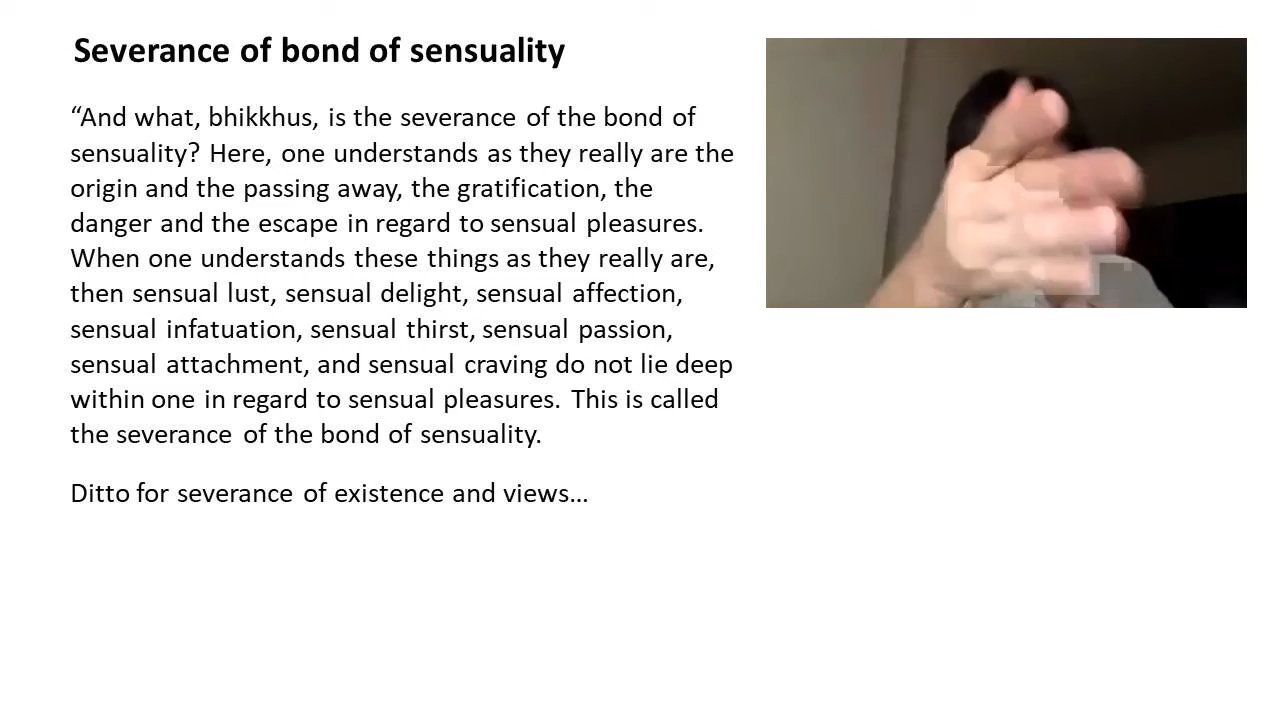 Severance of bond of sensuality
“And what, bhikkhus, is the severance of the bond of
sensuality? Here, one understands as they really are the
origin and the passing away, the gratification, the
danger and the escape in regard to sensual pleasures.
When one understands these things as they really are,
then sensual lust, sensual delight, sensual affection,
sensual infatuation, sensual thirst, sensual passion,
sensual attachment, and sensual craving do not lie deep
within one in regard to sensual pleasures. This is called
the severance of the bond of sensuality.
Ditto for severance of existence and views…